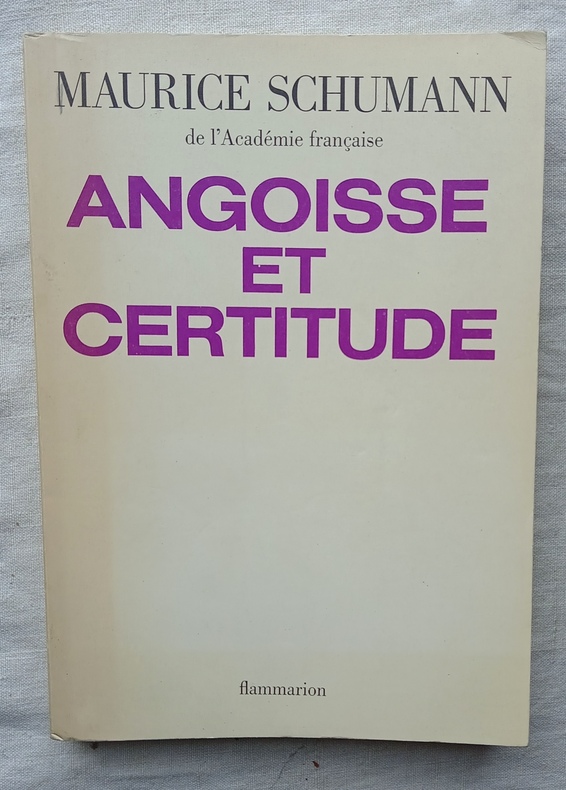 MAURICE SCHUMANN
de l'Académie française
ANGOISSE
ET
CERTITUDE
flammarion